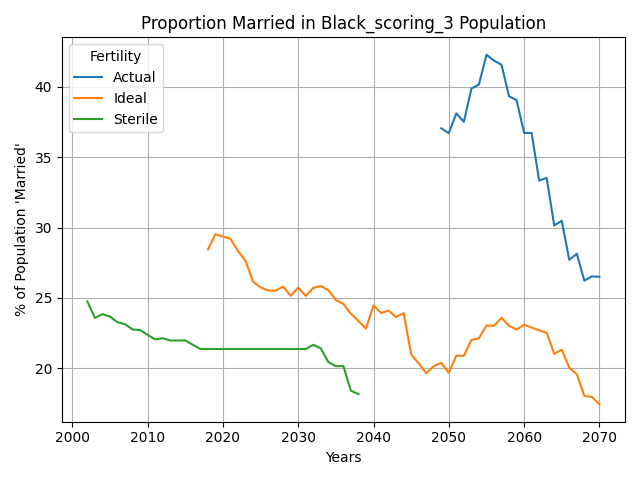 Proportion Married in Black_scoring_3 Population
Fertility
Actual
Ideal
Sterile
% of Population 'Married'
40
35
30
25
20
2000 2010 2020 2030 2040 2050 2060 2070
Years